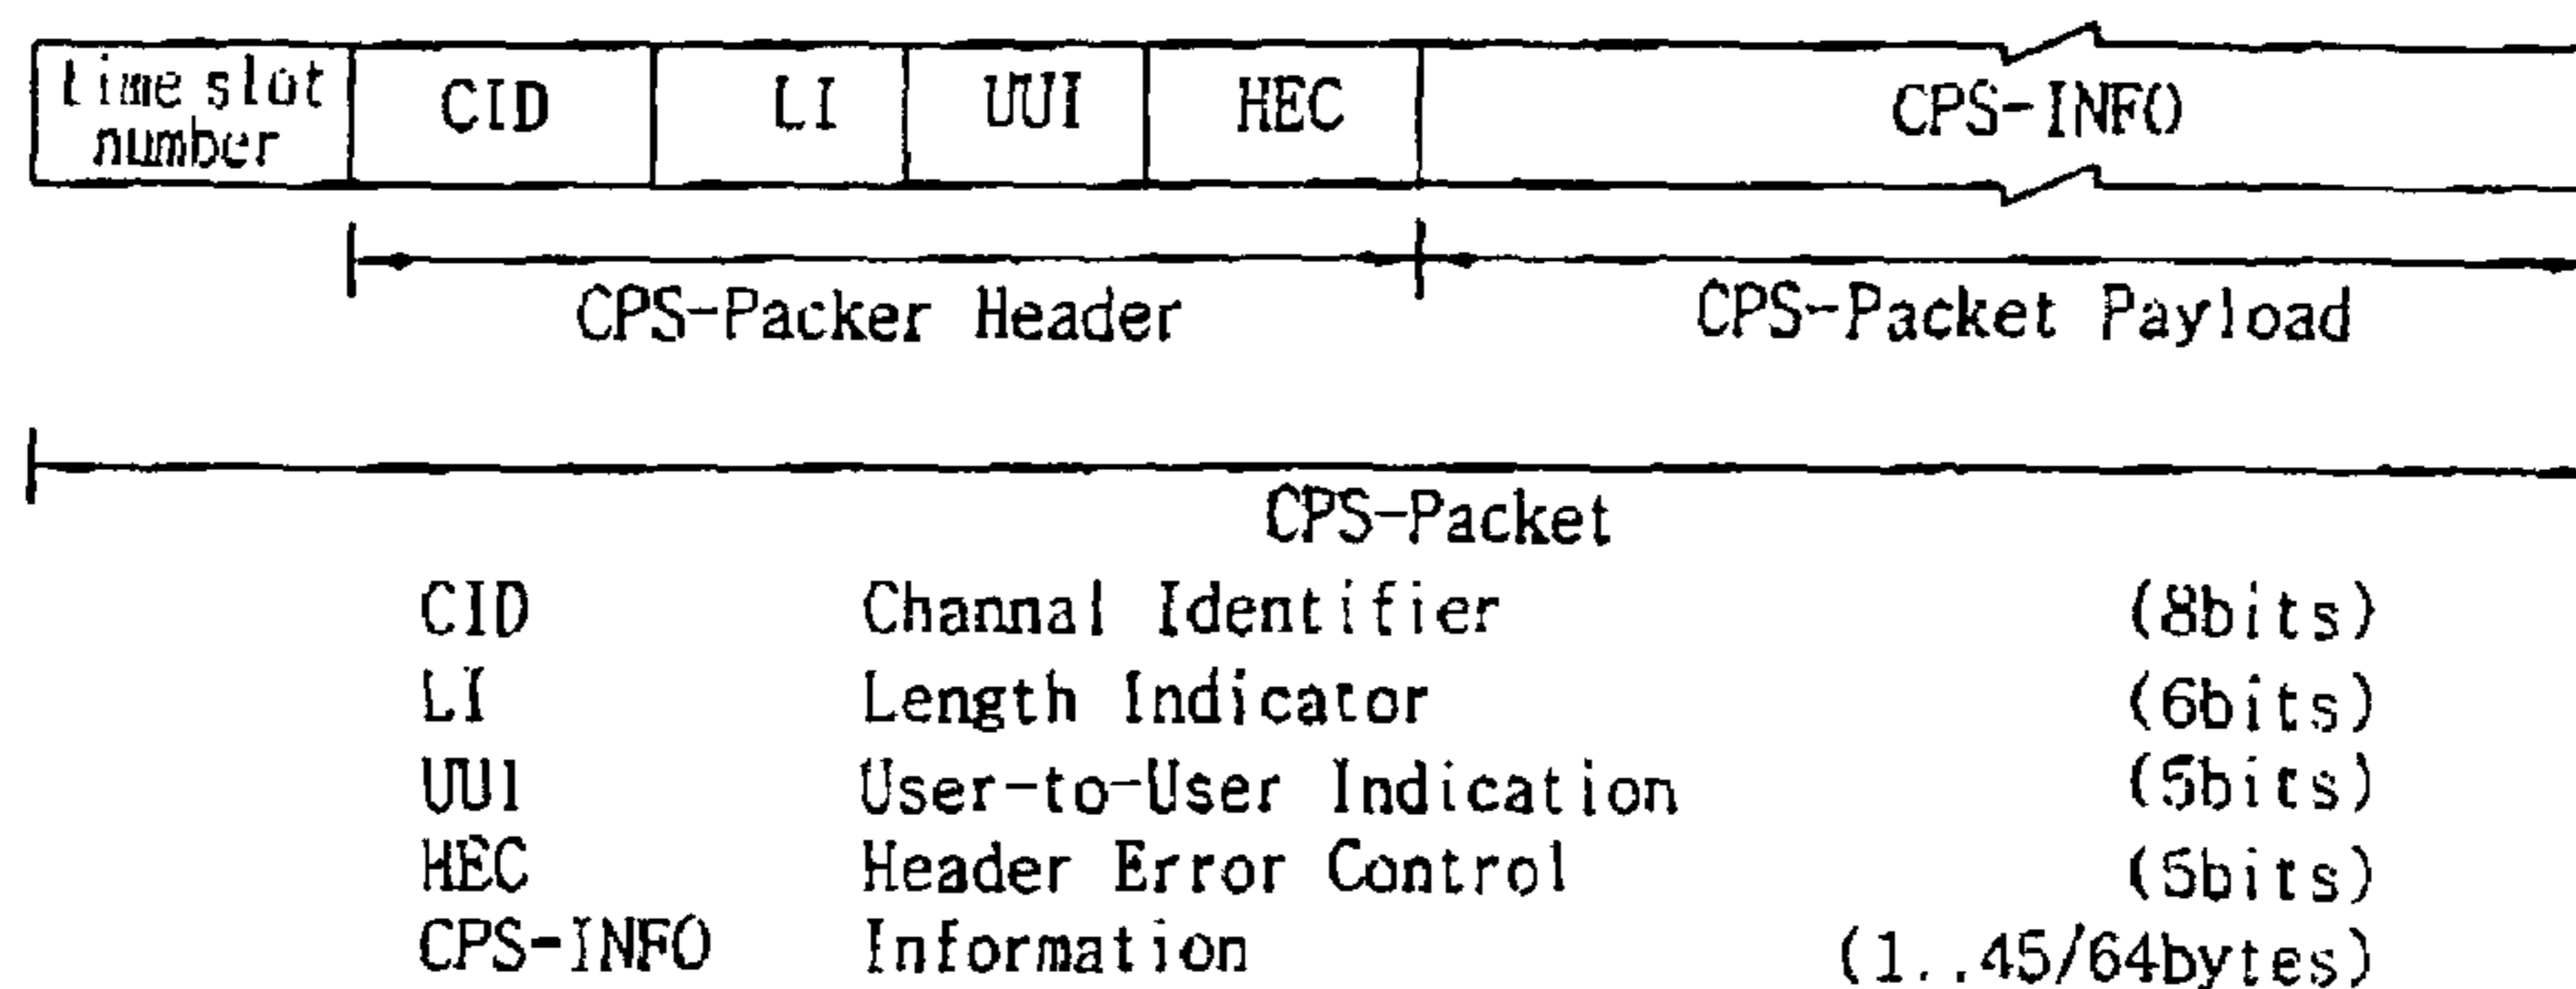 time slot number CID LI UUI HEC CPS-INFO
CPS-Packer Header CPS-Packet Payload
CPS-Packet
CID Channal Identifier (8bits)
LI Length Indicator (6bits)
UUI User-to-User Indication (5bits)
HEC Header Error Control (5bits)
CPS-INFO Information (1..45/64bytes)